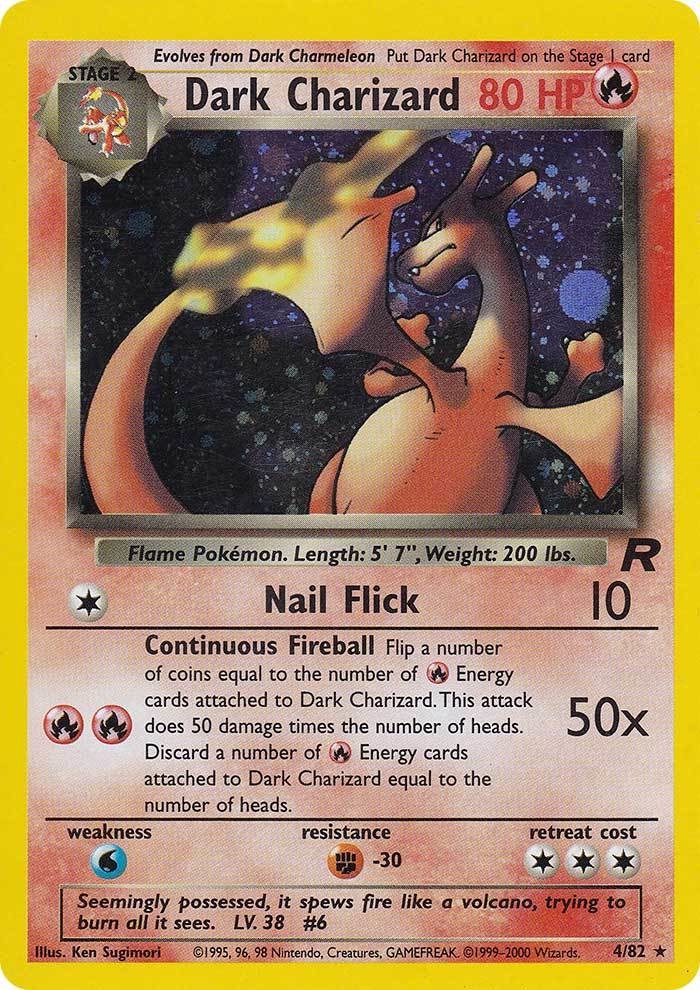 Evolves from Dark Charmeleon Put Dark Charizard on the Stage 1 card
STAGE 2
Dark Charizard 80 HP
Flame Pokémon. Length: 5' 7", Weight: 200 lbs.
R
Nail Flick 10
Continuous Fireball Flip a number
of coins equal to the number of Energy
cards attached to Dark Charizard. This attack
does 50 damage times the number of heads.
50x
Discard a number of Energy cards
attached to Dark Charizard equal to the
number of heads.
weakness resistance retreat cost
-30
Seemingly possessed, it spews fire like a volcano, trying to
burn all it sees. LV. 38 #6
Illus. Ken Sugimori ©1995, 96, 98 Nintendo, Creatures, GAMEFREAK. ©1999-2000 Wizards. 4/82 ★